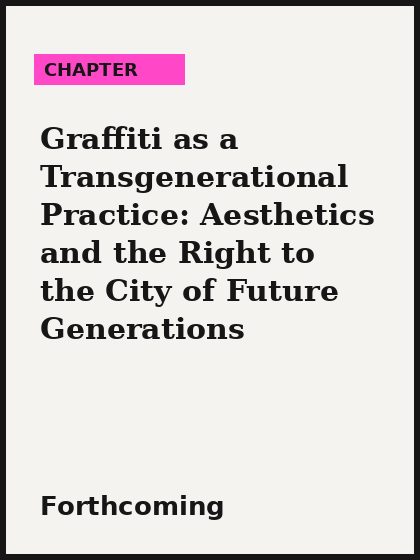 CHAPTER
Graffiti as a
Transgenerational
Practice: Aesthetics
and the Right to
the City of Future
Generations
Forthcoming